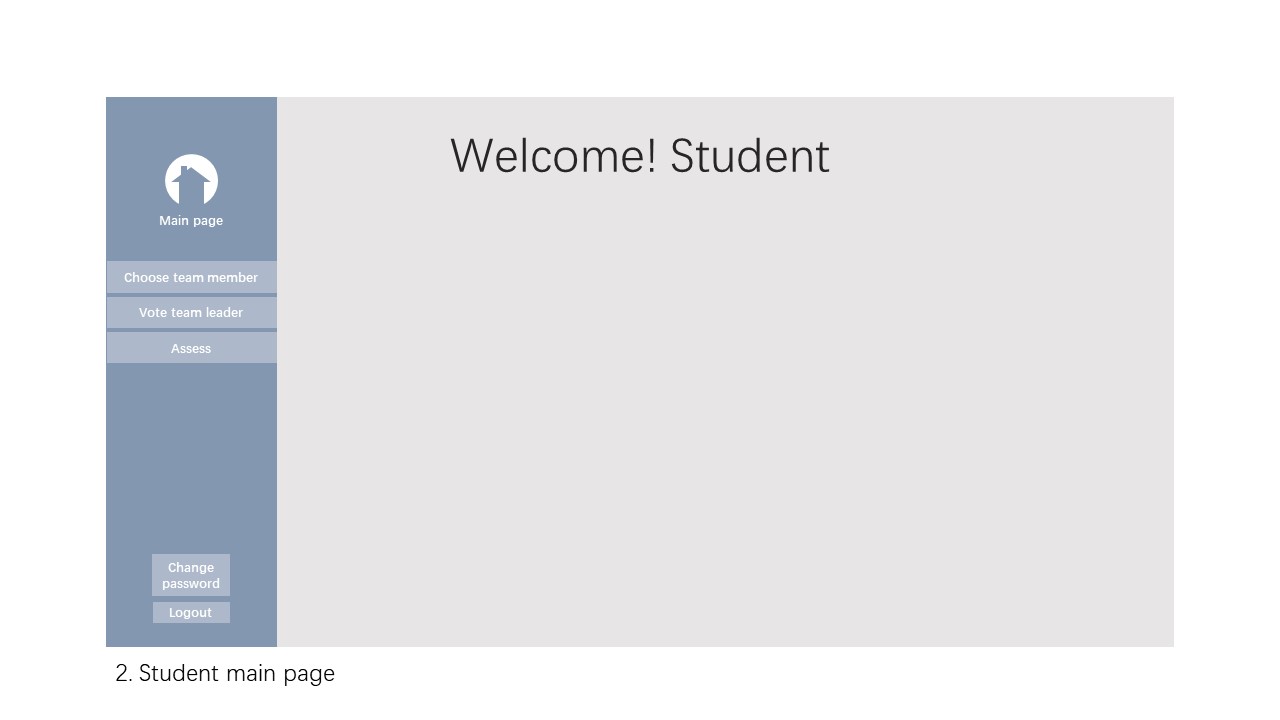 Welcome! Student
Main page
Choose team member
Vote team leader
Assess
Change
password
Logout
2. Student main page